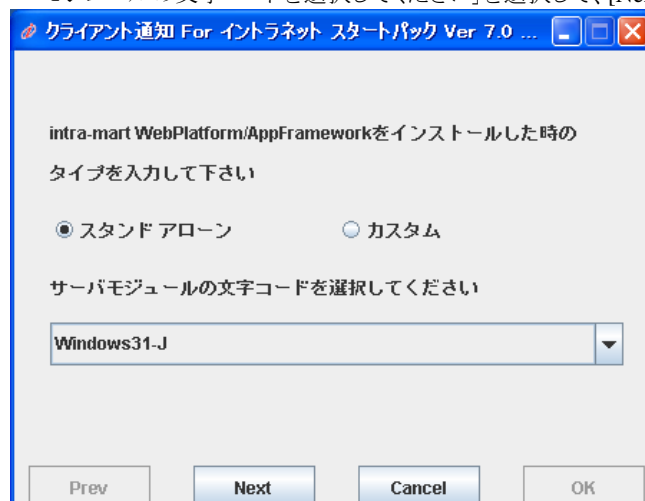 クライアント通知 For イントラネット スタートパック Ver 7.0 ...
intra-mart WebPlatform/AppFrameworkをインストールした時の
タイプを入力して下さい
スタンド アローン カスタム
サーバモジュールの文字コードを選択してください
Windows31-J
Prev Next Cancel OK